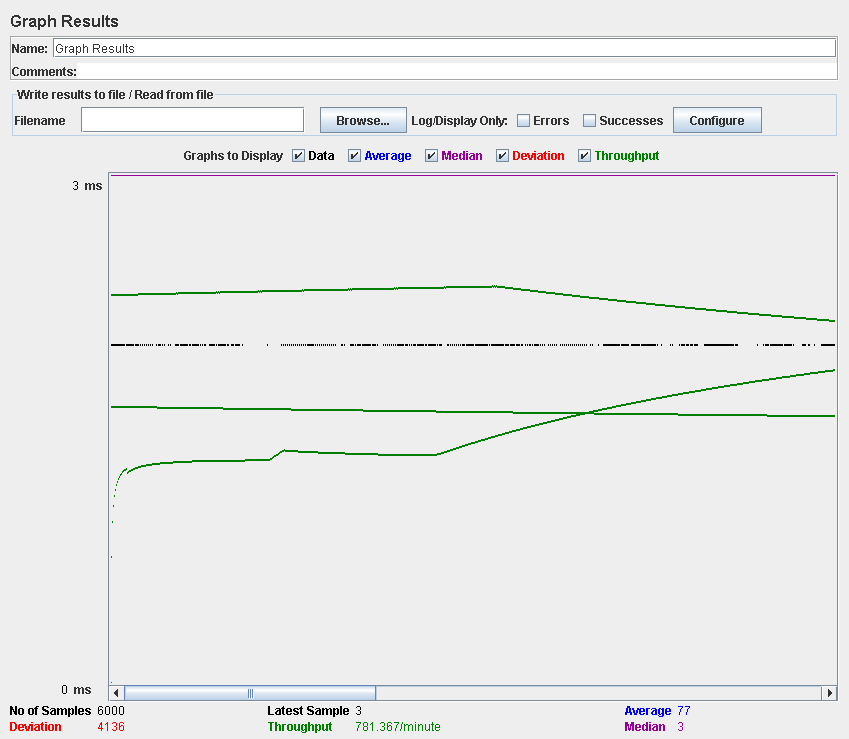 Graph Results
Name: Graph Results
Comments:
Write results to file / Read from file
Filename Browse... Log/Display Only: Errors Successes Configure
Graphs to Display Data Average Median Deviation Throughput
3 ms
0 ms
No of Samples 6000 Latest Sample 3 Average 77
Deviation 4136 Throughput 781.367/minute Median 3